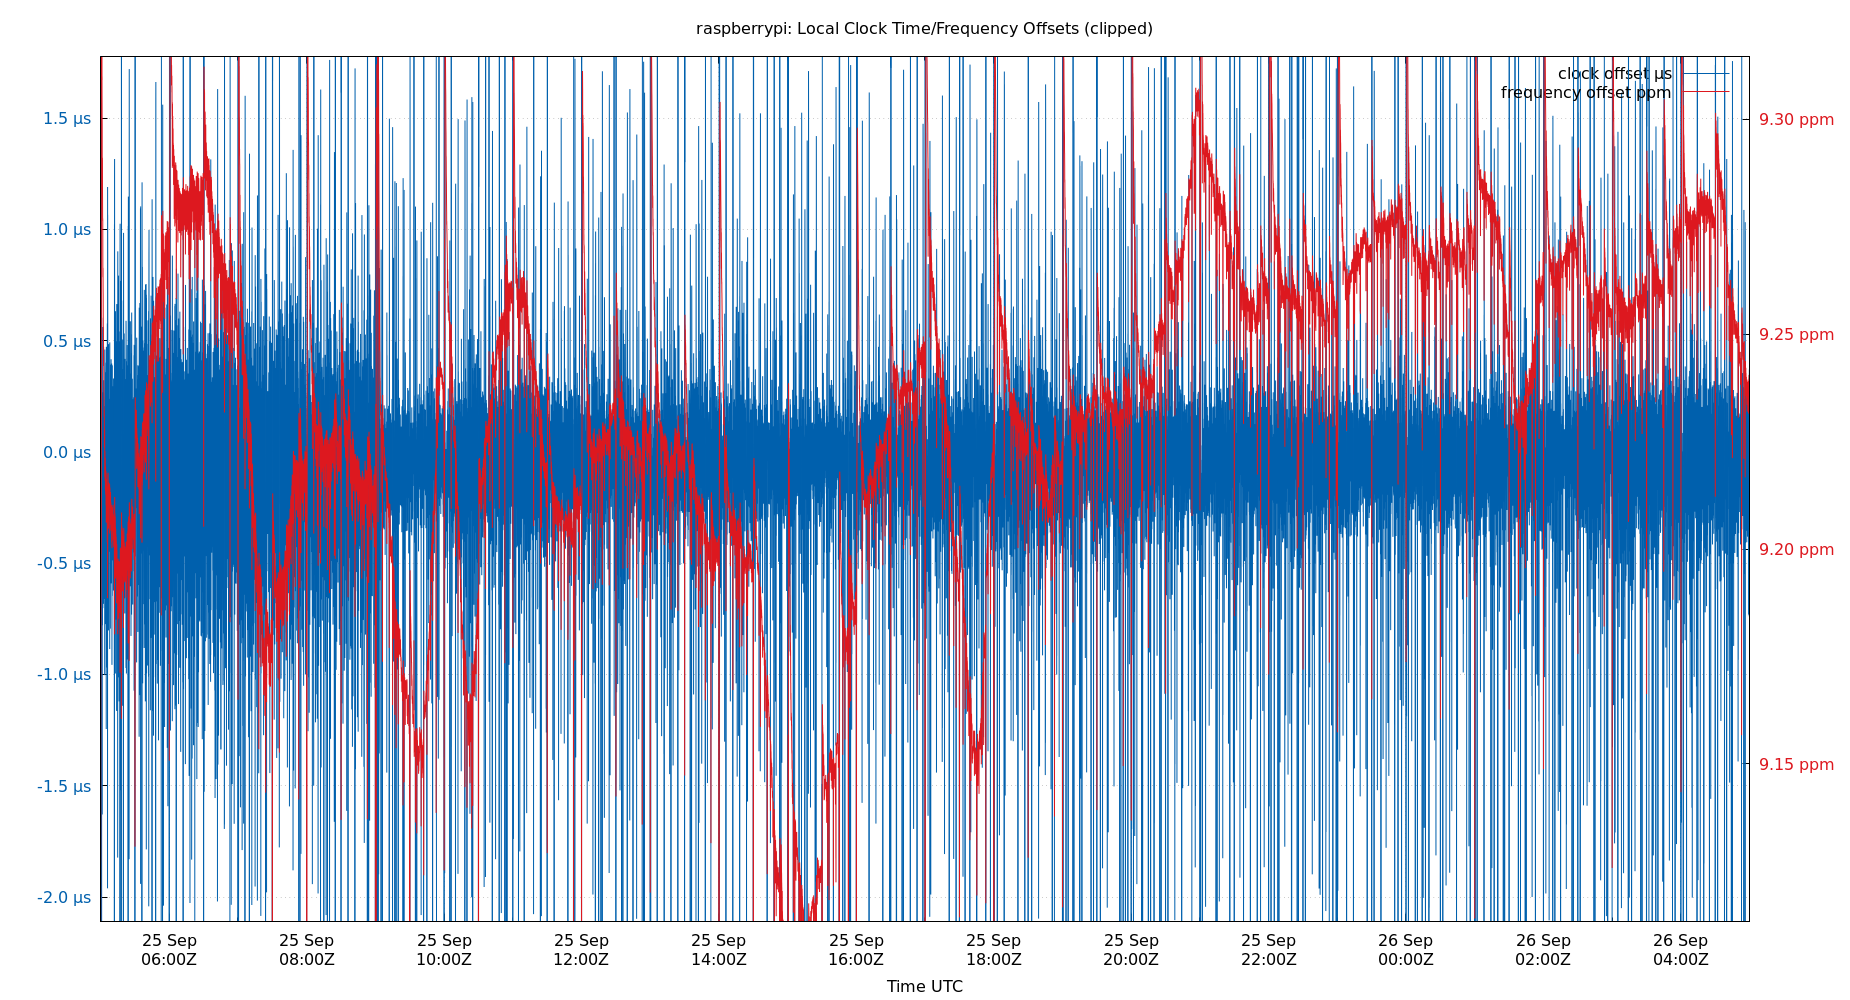 raspberrypi: Local Clock Time/Frequency Offsets (clipped)
clock offset µs
frequency offset ppm
1.5 µs
1.0 µs
0.5 µs
0.0 µs
-0.5 µs
-1.0 µs
-1.5 µs
-2.0 µs
9.30 ppm
9.25 ppm
9.20 ppm
9.15 ppm
25 Sep 25 Sep 25 Sep 25 Sep 25 Sep 25 Sep 25 Sep 25 Sep 25 Sep 26 Sep 26 Sep 26 Sep
06:00Z 08:00Z 10:00Z 12:00Z 14:00Z 16:00Z 18:00Z 20:00Z 22:00Z 00:00Z 02:00Z 04:00Z
Time UTC